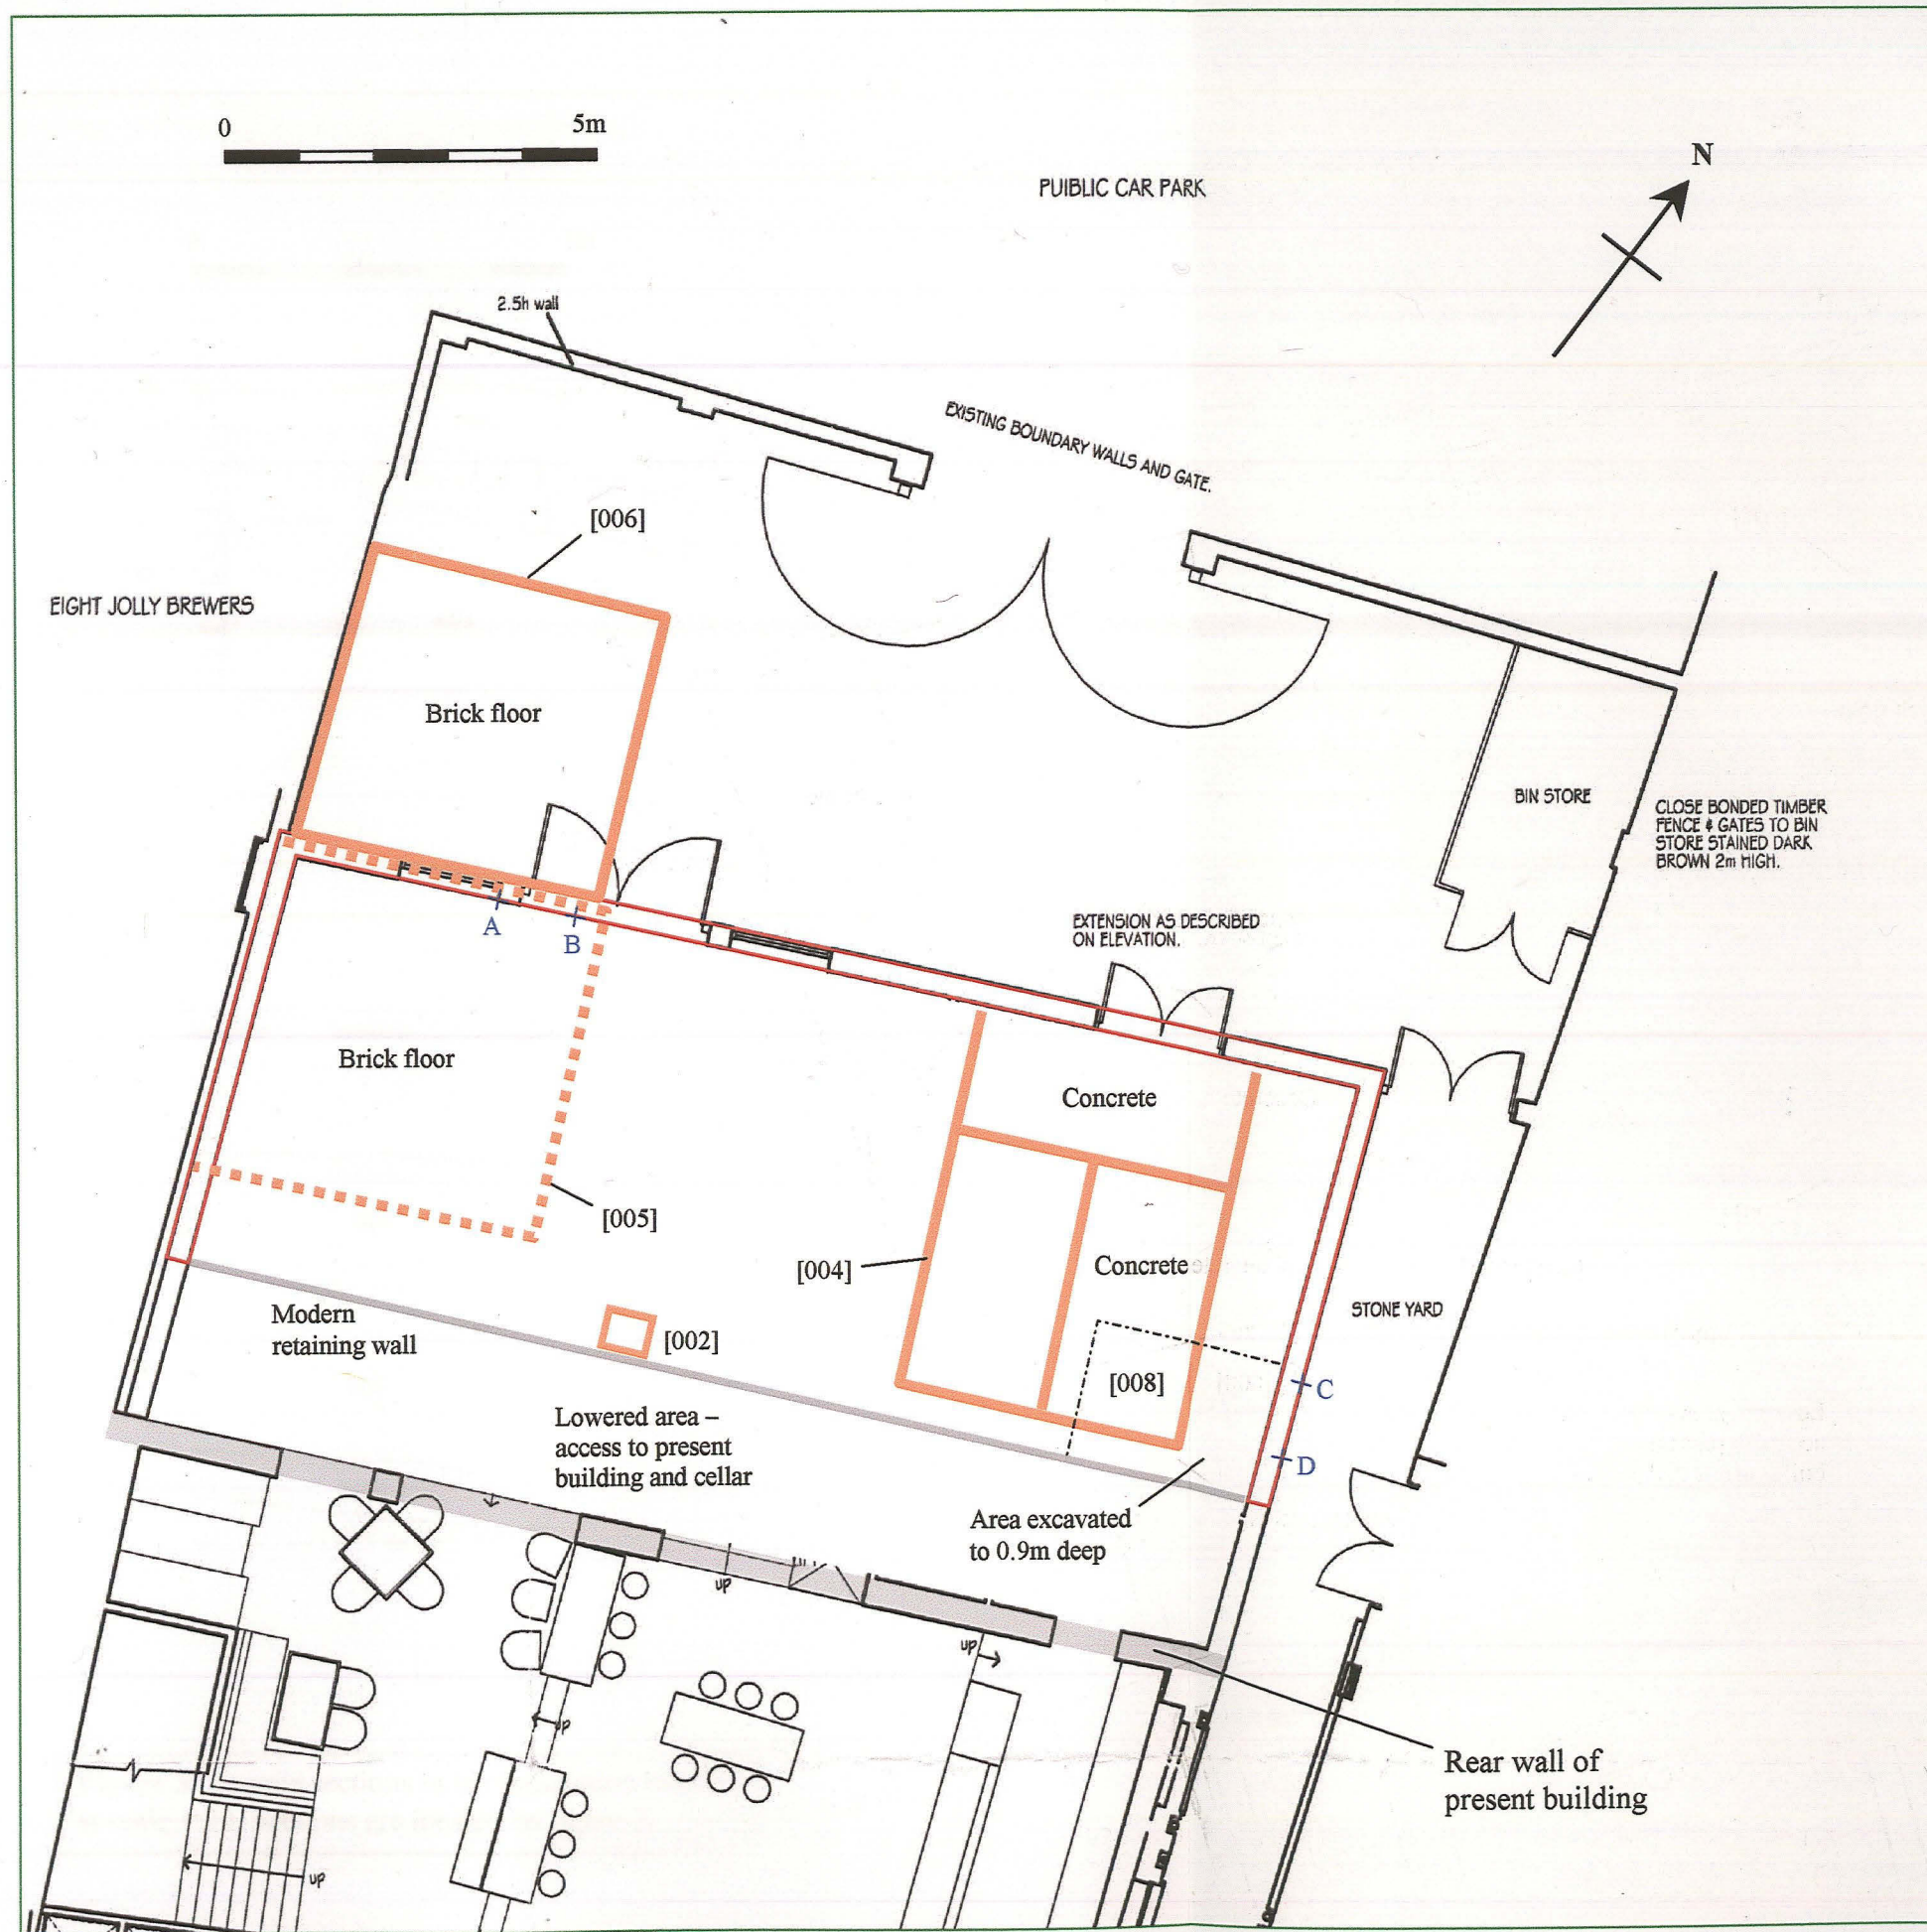 0
5m
N
PUIBLIC CAR PARK
2.5h wall
EXISTING BOUNDARY WALLS AND GATE.
[006]
EIGHT JOLLY BREWERS
Brick floor
BIN STORE
CLOSE BONDED TIMBER
FENCE & GATES TO BIN
STORE STAINED DARK
BROWN 2m HIGH.
A
B
EXTENSION AS DESCRIBED
ON ELEVATION.
Brick floor
Concrete
[005]
[004]
Concrete
STONE YARD
Modern
retaining wall
[002]
[008]
C
D
Lowered area –
access to present
building and cellar
Area excavated
to 0.9m deep
up
up
up
up
Rear wall of
present building